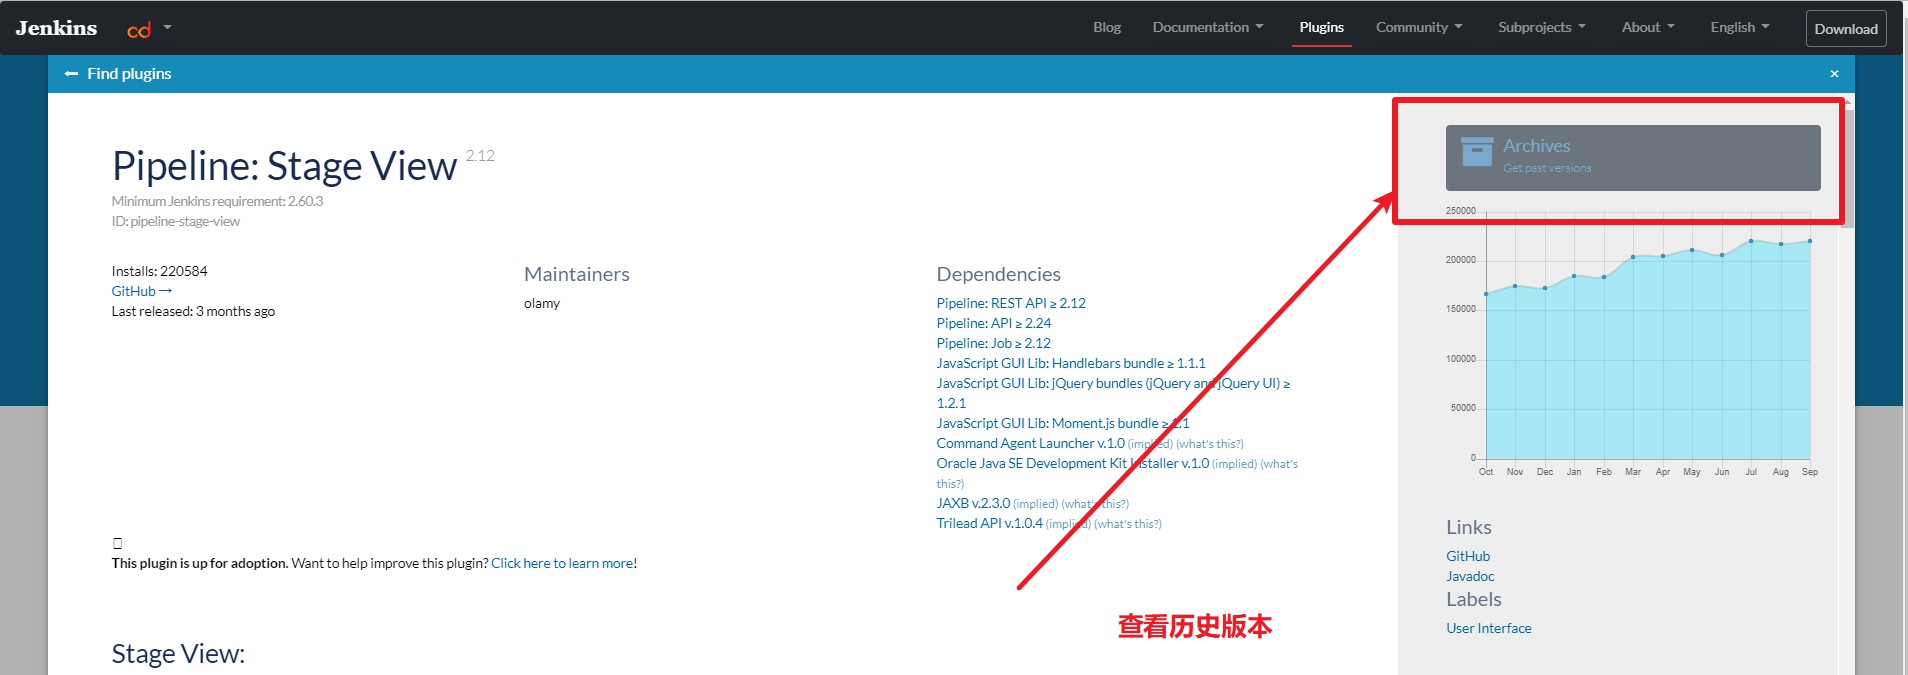 Jenkins
cd
Blog
Documentation
Plugins
Community
Subprojects
About
English
Download
Find plugins
×
Pipeline: Stage View 2.12
Minimum Jenkins requirement: 2.60.3
ID: pipeline-stage-view
Installs: 220584
GitHub →
Last released: 3 months ago
Maintainers
olamy
Dependencies
Pipeline: REST API ≥ 2.12
Pipeline: API ≥ 2.24
Pipeline: Job ≥ 2.12
JavaScript GUI Lib: Handlebars bundle ≥ 1.1.1
JavaScript GUI Lib: jQuery bundles (jQuery and jQuery UI) ≥
1.2.1
JavaScript GUI Lib: Moment.js bundle ≥ 1.1
Command Agent Launcher v.1.0 (implied) (what's this?)
Oracle Java SE Development Kit Installer v.1.0 (implied) (what's
this?)
JAXB v.2.3.0 (implied) (what's this?)
Trilead API v.1.0.4 (implied) (what's this?)
This plugin is up for adoption. Want to help improve this plugin? Click here to learn more!
查看历史版本
Stage View:
Archives
Get past versions
250000
200000
150000
100000
50000
0
Oct Nov Dec Jan Feb Mar Apr May Jun Jul Aug Sep
Links
GitHub
Javadoc
Labels
User Interface